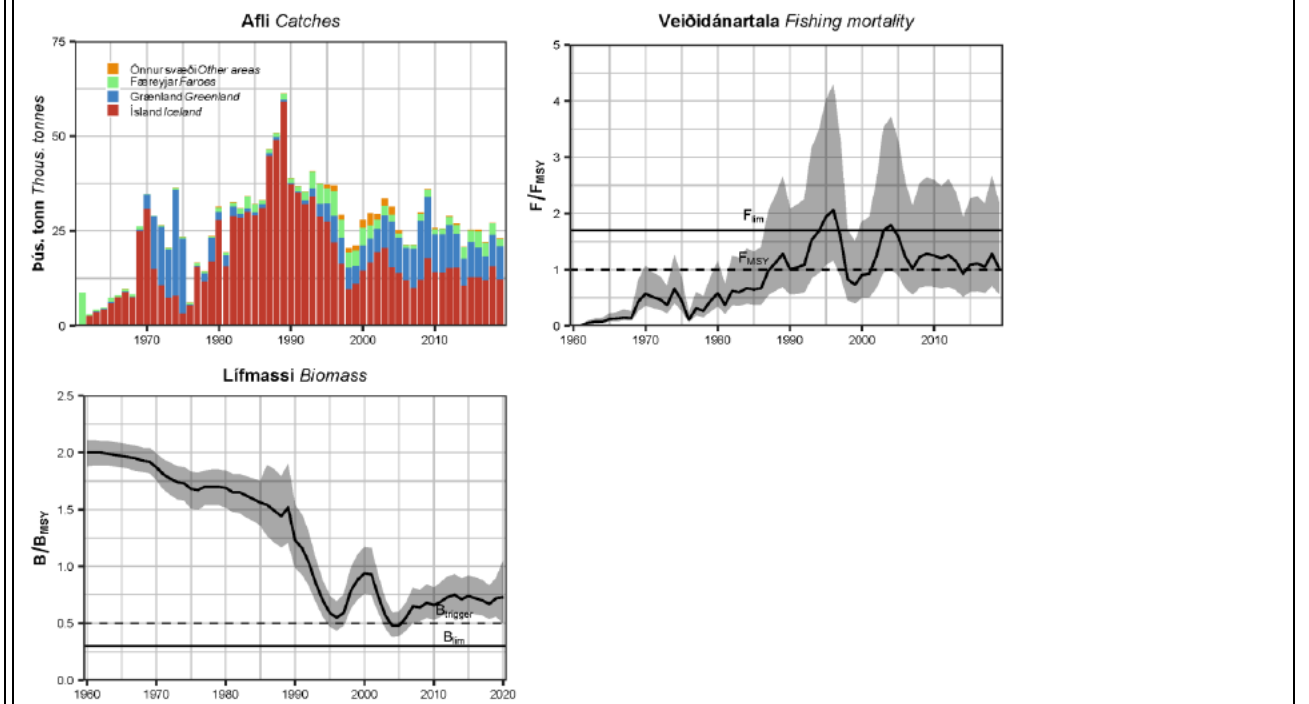 Afli Catches
Þús. tonn Thous. tonnes
75
50
25
0
Önnur svæði Other areas
Færeyjar Faroes
Grænland Greenland
Ísland Iceland
1970
1980
1990
2000
2010
Veiðidánartala Fishing mortality
F/FMSY
5
4
3
2
1
0
Flim
FMSY
1960
1970
1980
1990
2000
2010
Lífmassi Biomass
B/BMSY
2.5
2.0
1.5
1.0
0.5
0.0
Btrigger
Blim
1960
1970
1980
1990
2000
2010
2020